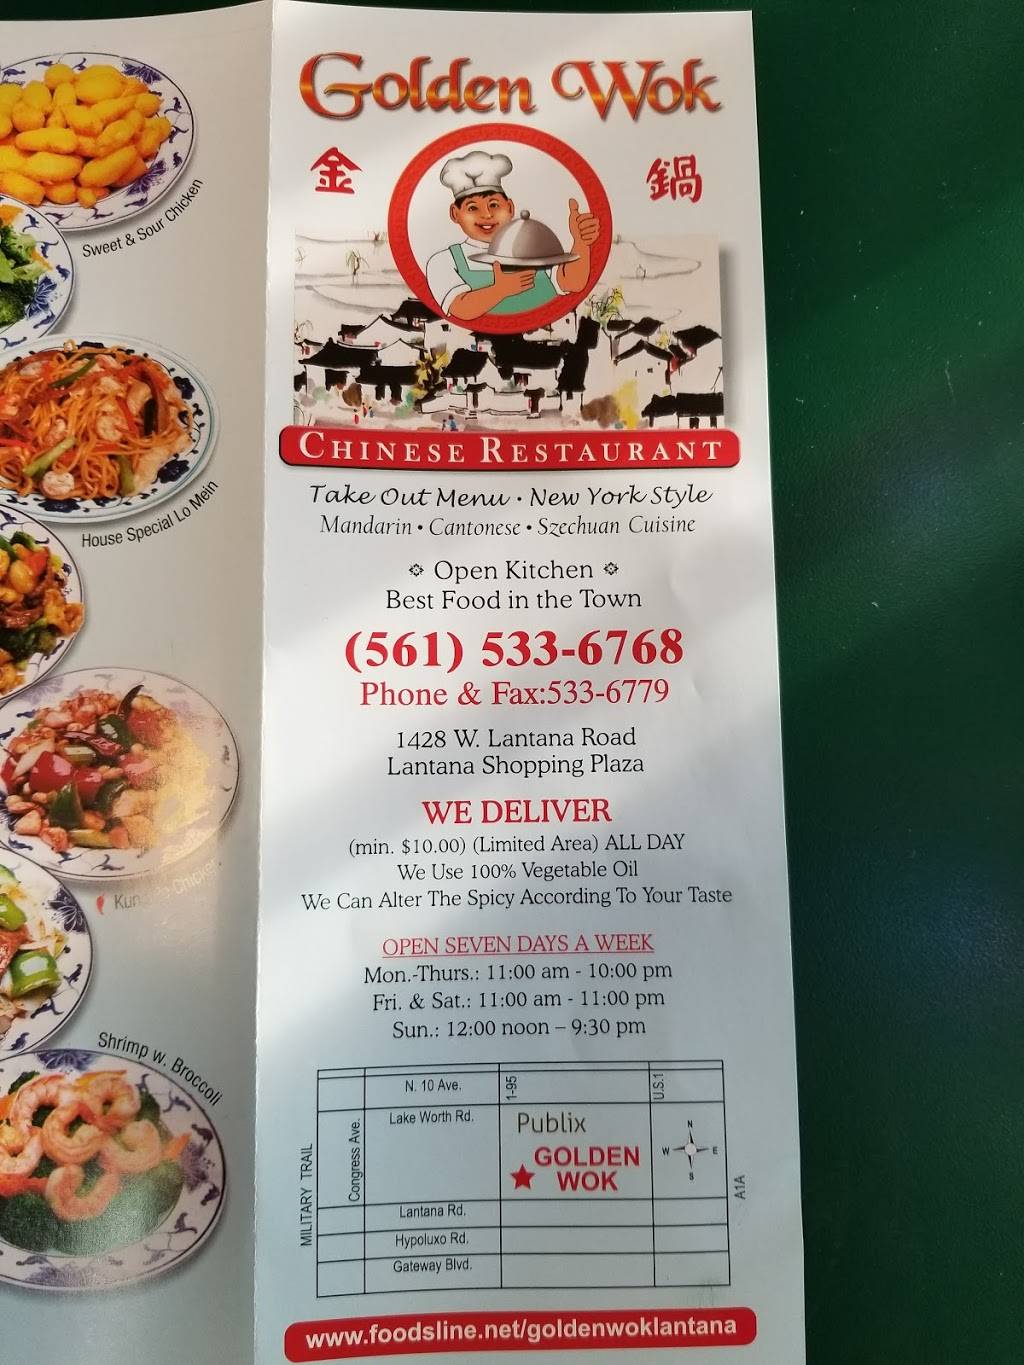 Sweet & Sour Chicken
House Special Lo Mein
Chicken
Shrimp w. Broccoli
Golden Wok
金 鍋
CHINESE RESTAURANT
Take Out Menu • New York Style
Mandarin • Cantonese • Szechuan Cuisine
Open Kitchen
Best Food in the Town
(561) 533-6768
Phone & Fax:533-6779
1428 W. Lantana Road
Lantana Shopping Plaza
WE DELIVER
(min. $10.00) (Limited Area) ALL DAY
We Use 100% Vegetable Oil
We Can Alter The Spicy According To Your Taste
OPEN SEVEN DAYS A WEEK
Mon.-Thurs.: 11:00 am - 10:00 pm
Fri. & Sat.: 11:00 am - 11:00 pm
Sun.: 12:00 noon – 9:30 pm
N. 10 Ave.
1-95
U.S.1
Lake Worth Rd.
Publix
Congress Ave.
MILITARY TRAIL
GOLDEN
WOK
N
W E
S
A1A
Lantana Rd.
Hypoluxo Rd.
Gateway Blvd.
www.foodsline.net/goldenwoklantana